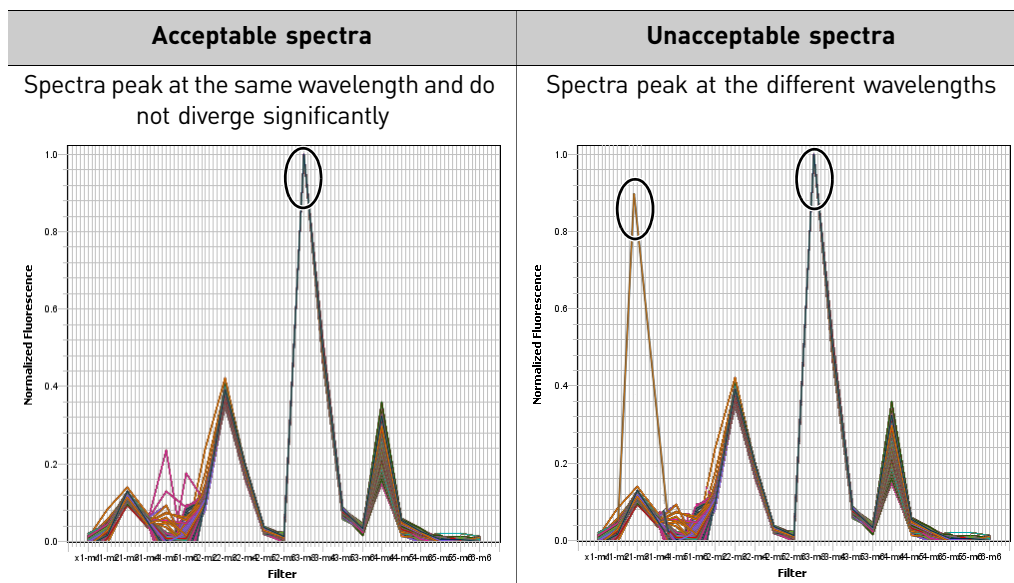 Acceptable spectra
Unacceptable spectra
Spectra peak at the same wavelength and do
not diverge significantly
Spectra peak at the different wavelengths
1.0
0.8
0.6
0.4
0.2
0.0
Normalized Fluorescence
Filter
1.0
0.8
0.6
0.4
0.2
0.0
Normalized Fluorescence
Filter